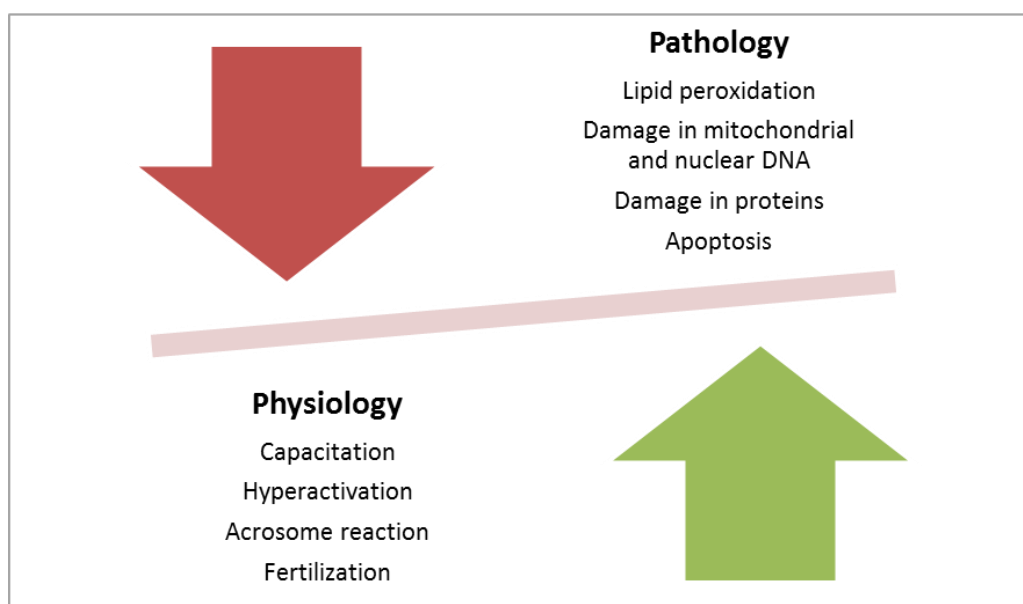 Pathology
Lipid peroxidation
Damage in mitochondrial
and nuclear DNA
Damage in proteins
Apoptosis
Physiology
Capacitation
Hyperactivation
Acrosome reaction
Fertilization